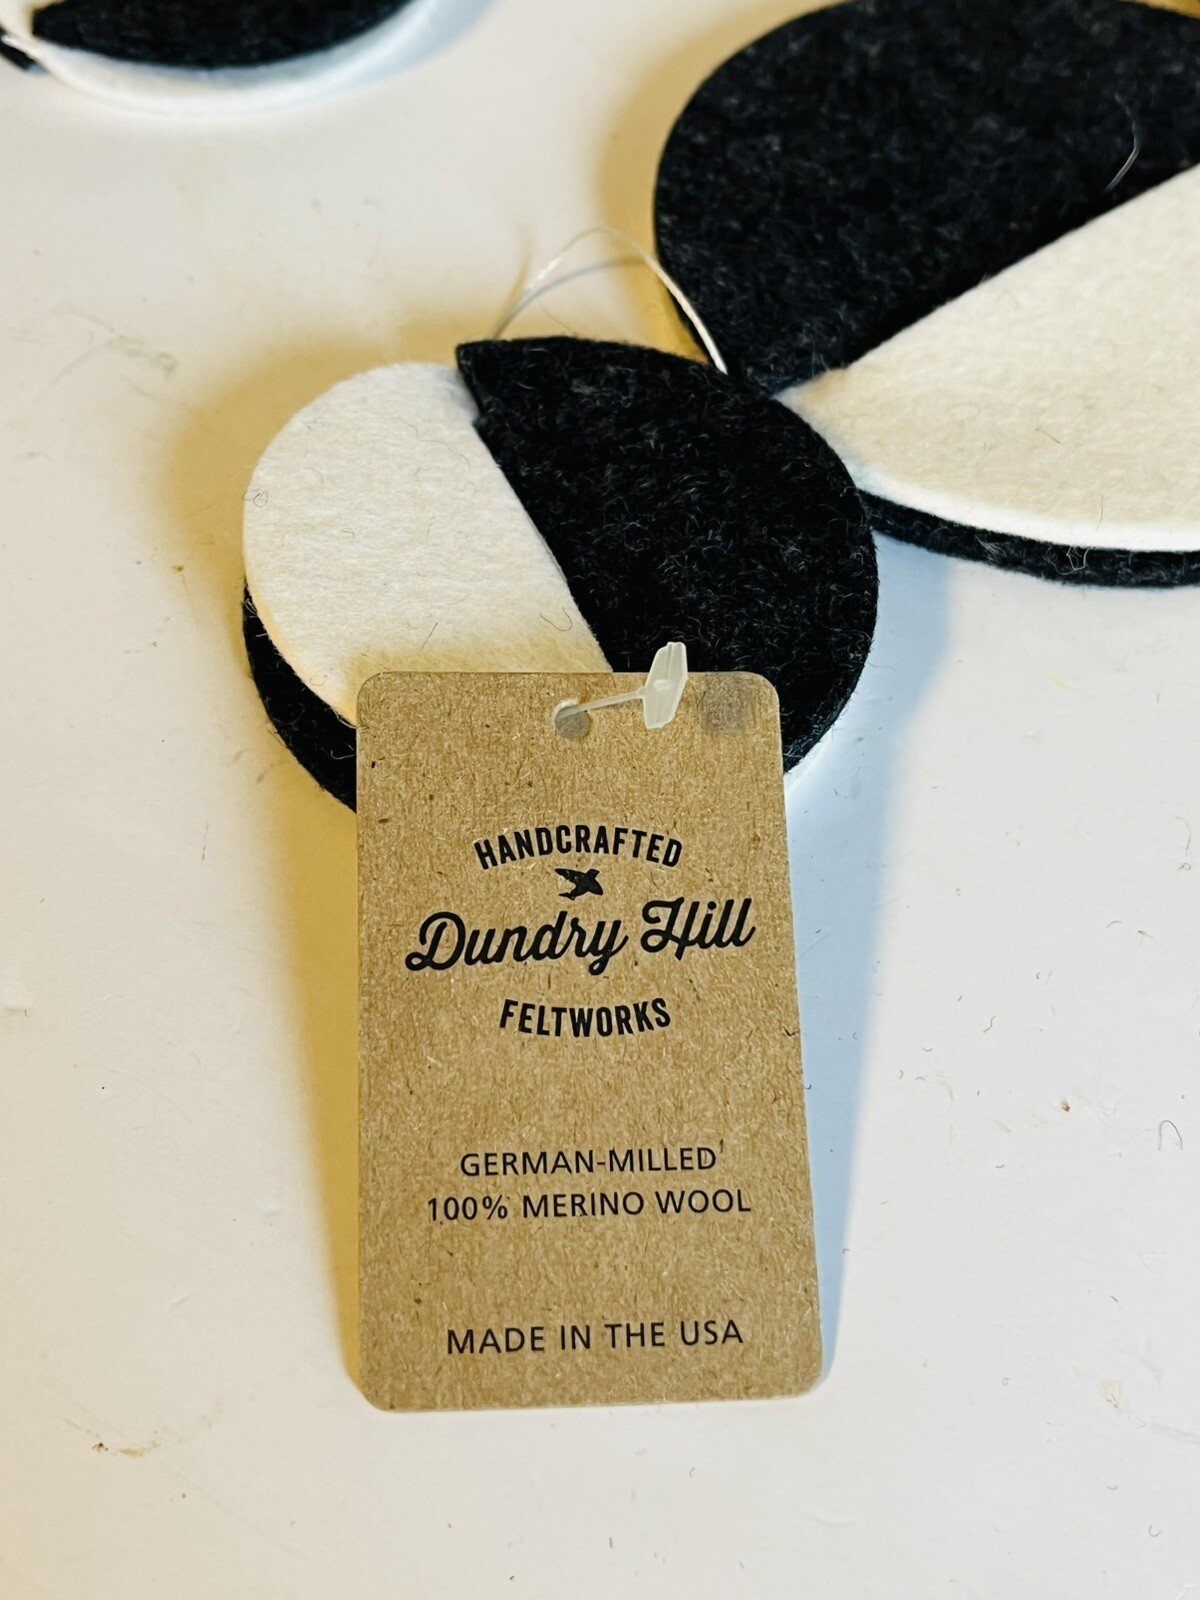 HANDCRAFTED
Dundry Hill
FELTWORKS
GERMAN-MILLED
100% MERINO WOOL
MADE IN THE USA